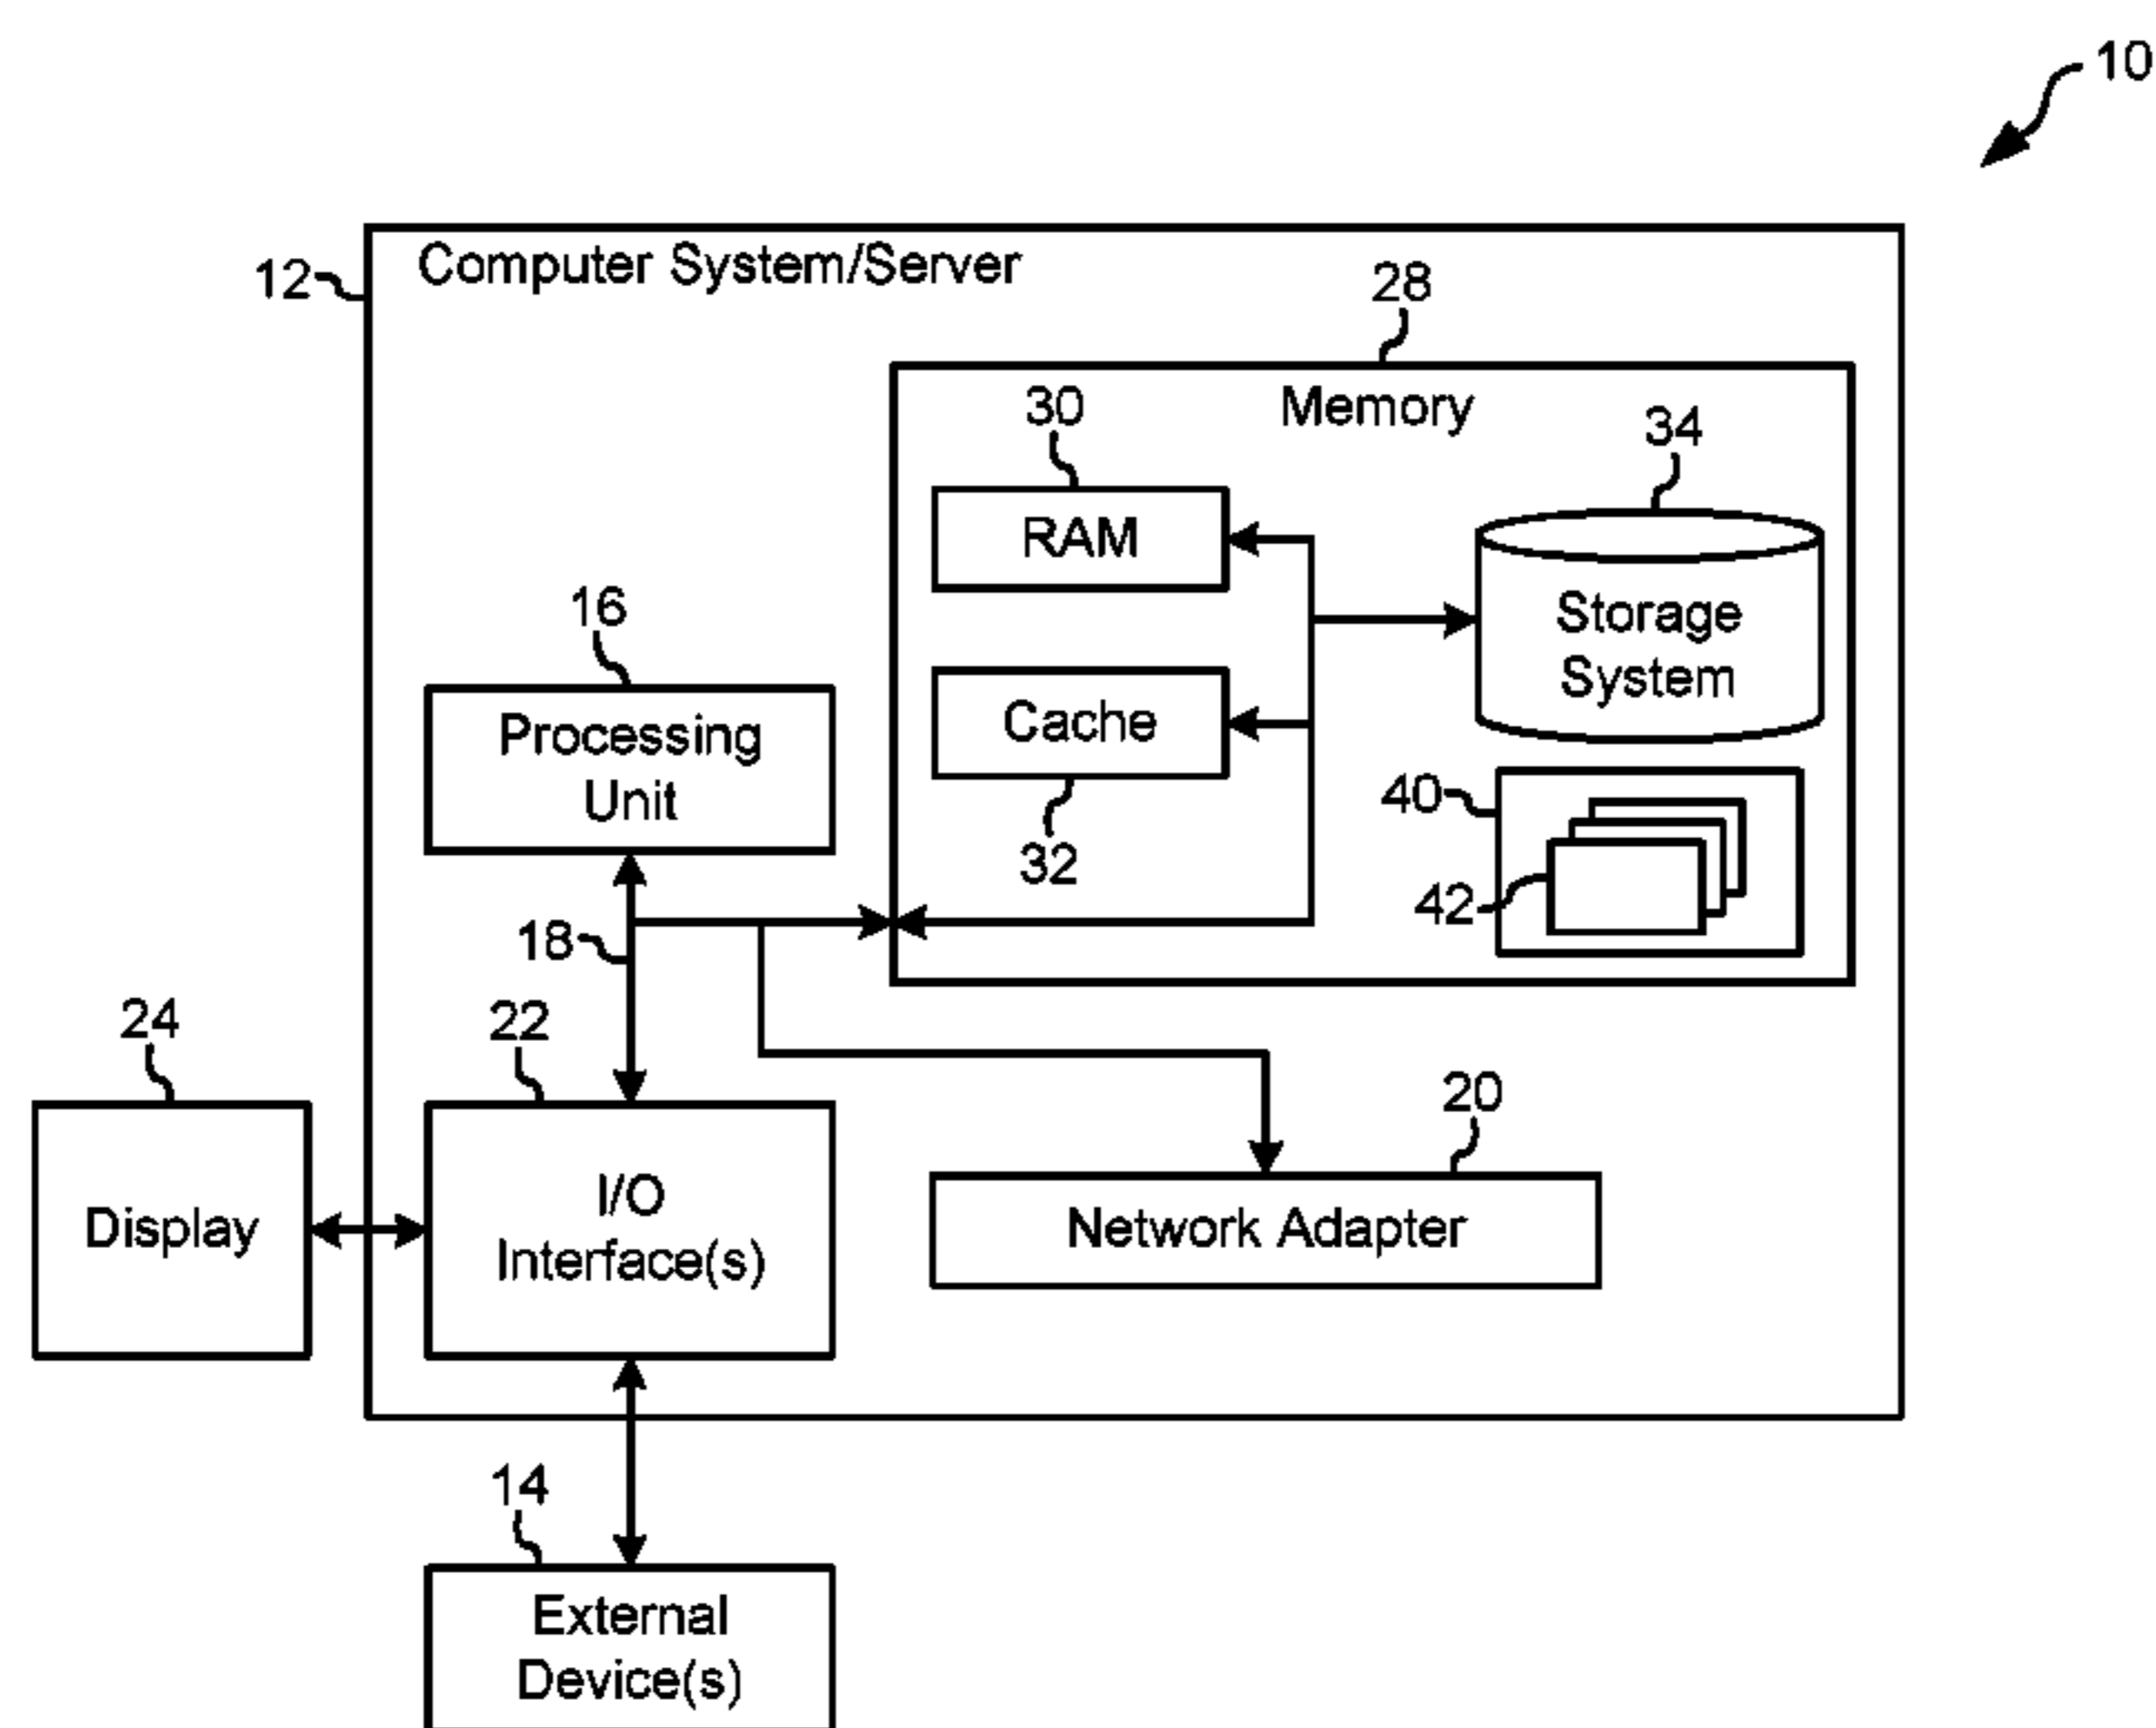 10
12
Computer System/Server
28
Memory
30
34
RAM
Storage
System
16
Processing
Unit
Cache
32
40
42
18
24
22
20
Display
I/O
Interface(s)
Network Adapter
14
External
Device(s)